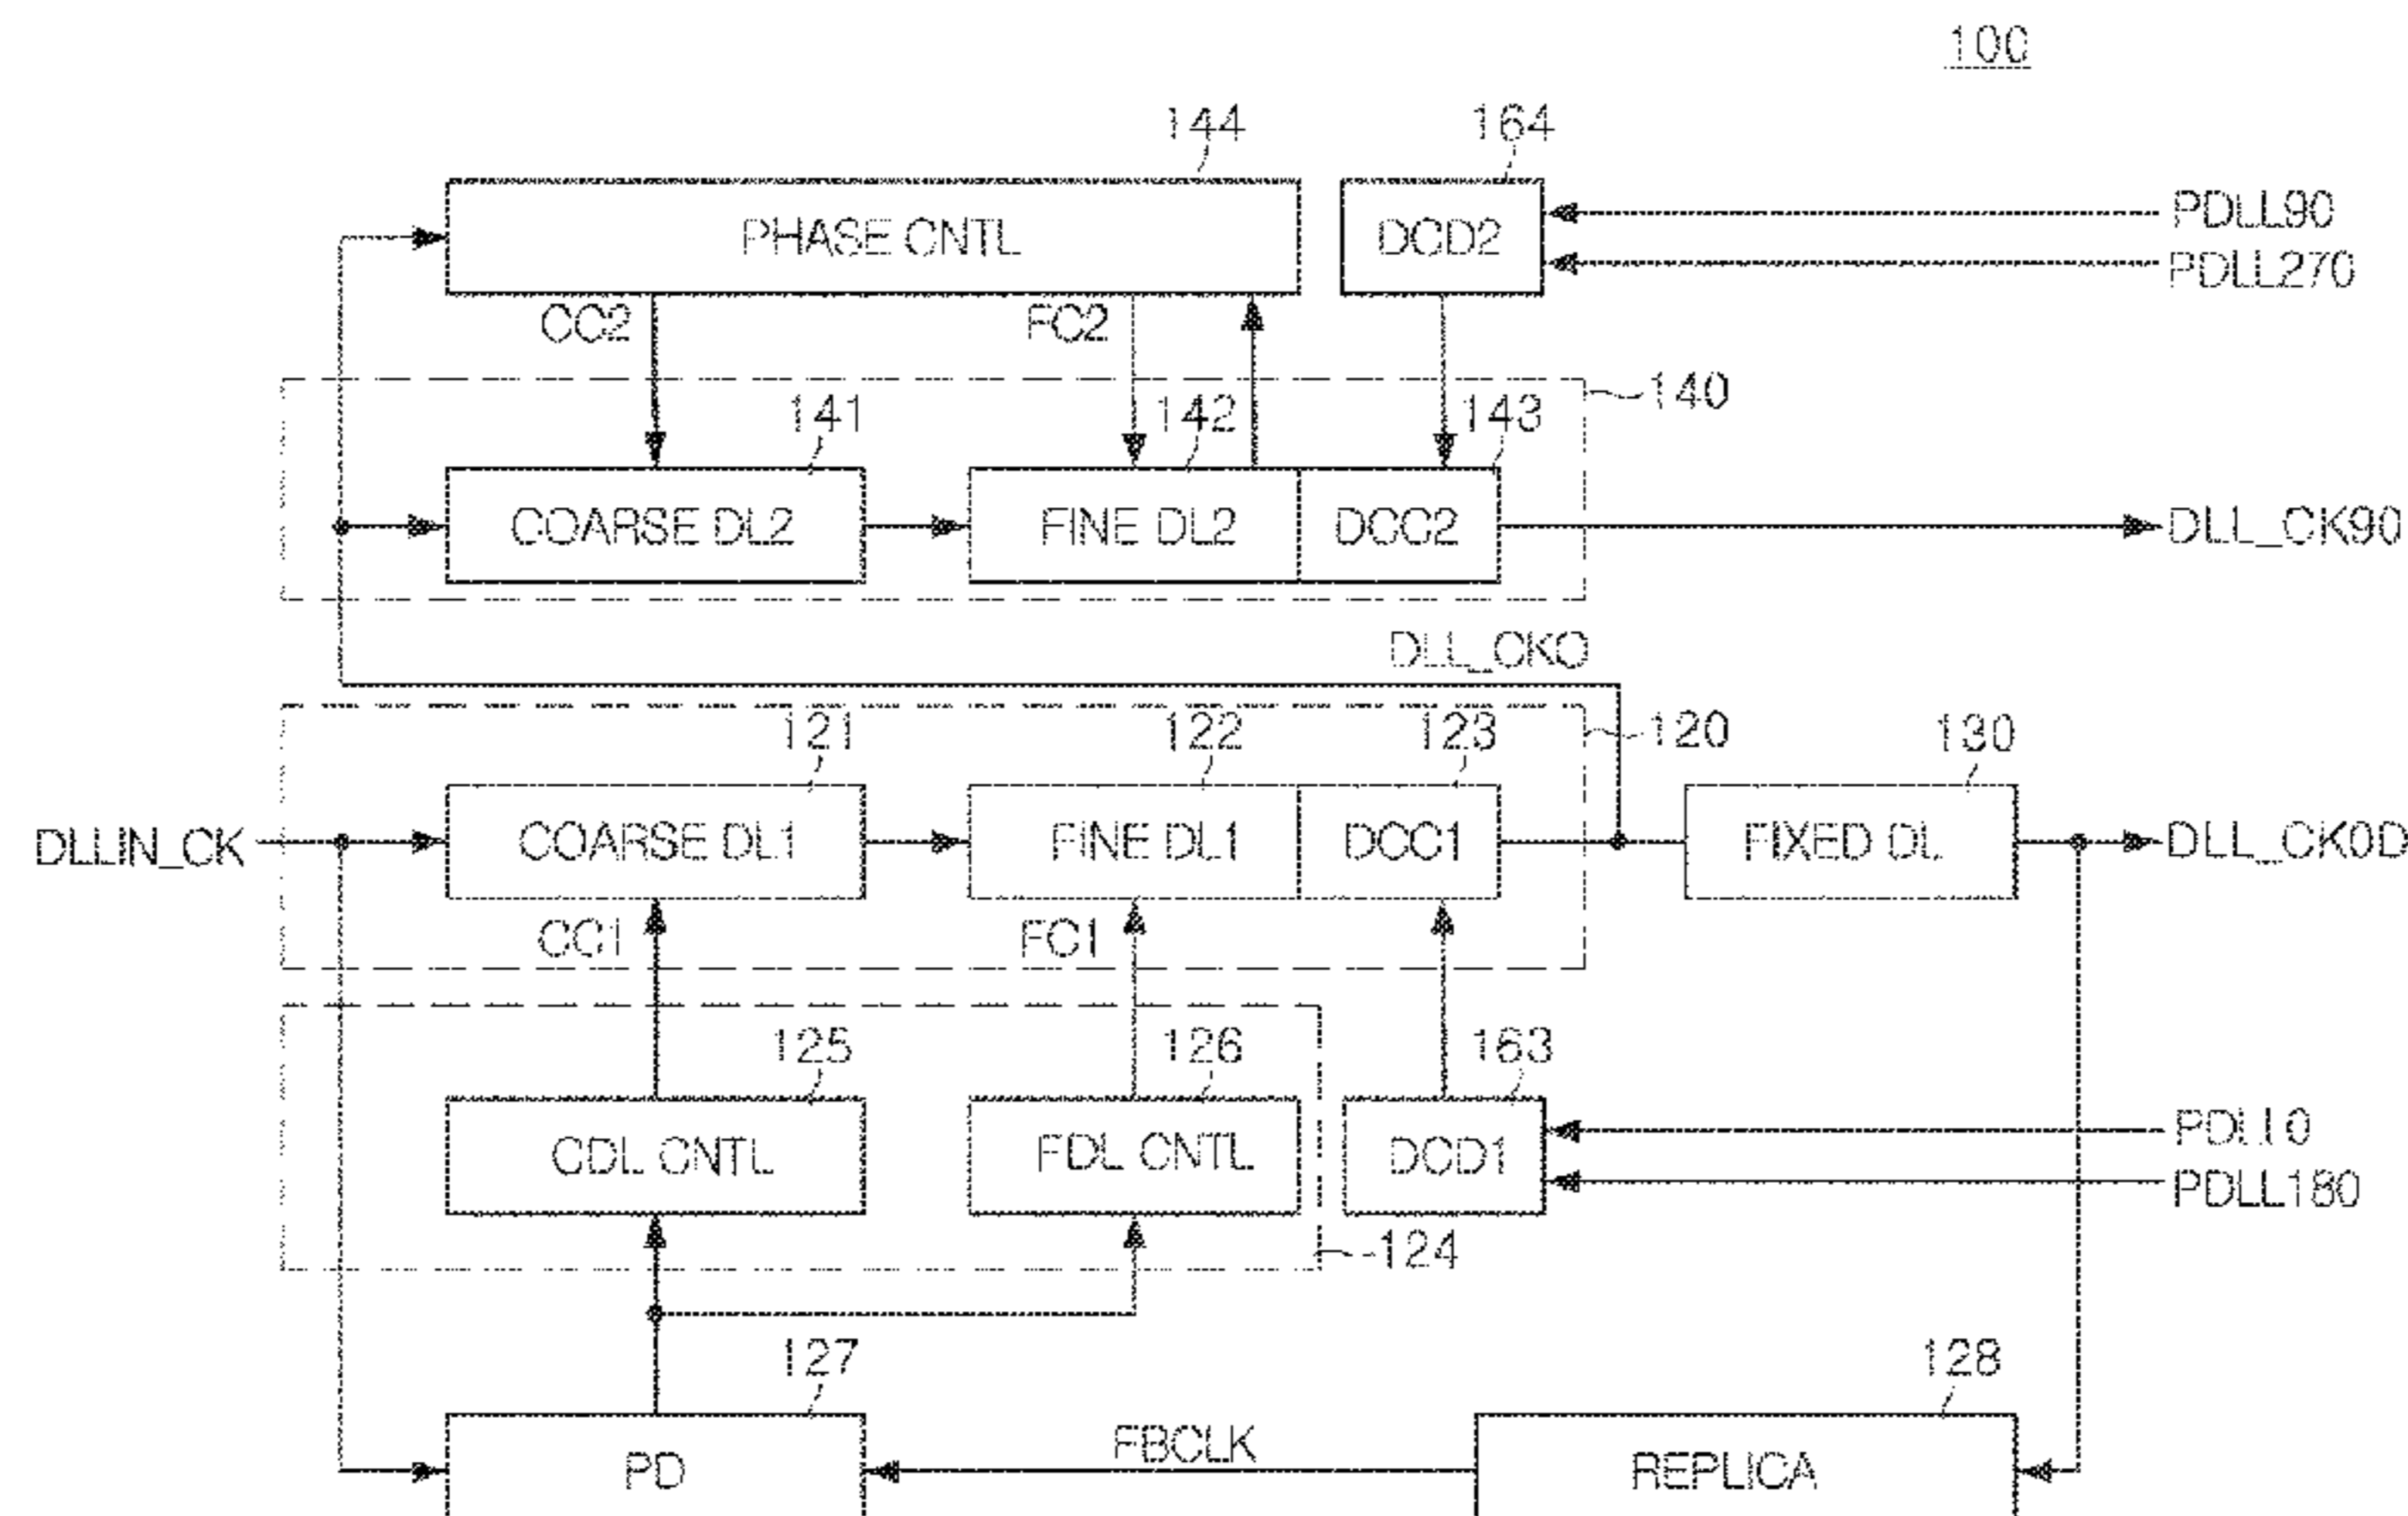 100
144
164
PHASE CNTL
DCD2
PDLL90
PDLL270
CC2
FC2
140
141
142
143
COARSE DL2
FINE DL2
DCC2
DLL_CK90
DLL_CK0
121
122
123
120
130
DLLIN_CK
COARSE DL1
FINE DL1
DCC1
FIXED DL
DLL_CK0D
CC1
FC1
125
126
163
CDL CNTL
FDL CNTL
DCD1
PDLL0
PDLL180
124
127
128
PD
FBCLK
REPLICA